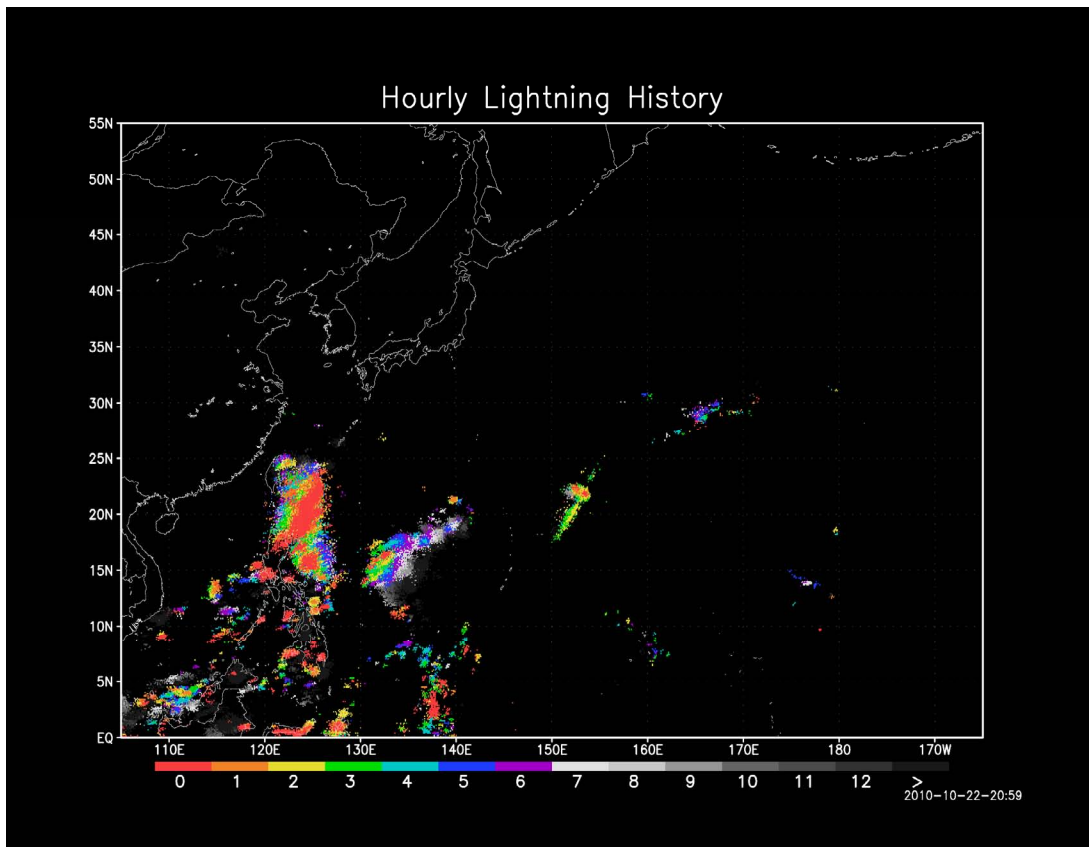 Hourly Lightning History
55N
50N
45N
40N
35N
30N
25N
20N
15N
10N
5N
EQ
110E 120E 130E 140E 150E 160E 170E 180 170W
0 1 2 3 4 5 6 7 8 9 10 11 12 >
2010-10-22-20:59